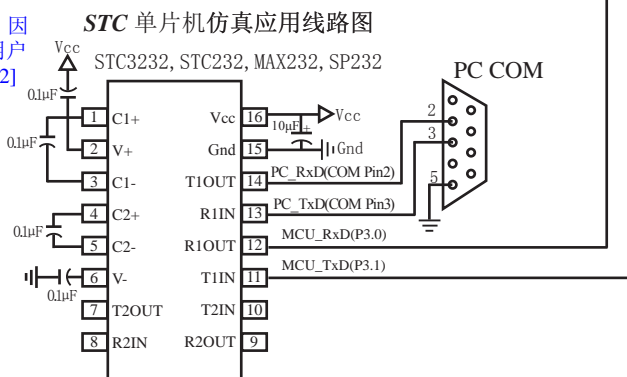 因
STC 单片机仿真应用线路图
户
2]
Vcc
STC3232, STC232, MAX232, SP232
PC COM
0.1μF
1 C1+ Vcc 16 Vcc
10μF +
2
0.1μF
2 V+ Gnd 15 Gnd
3
3 C1- T1OUT 14 PC_RxD(COM Pin2)
5
4 C2+ R1IN 13 PC_TxD(COM Pin3)
0.1μF
5 C2- R1OUT 12 MCU_RxD(P3.0)
6 V- T1IN 11 MCU_TxD(P3.1)
0.1μF
7 T2OUT T2IN 10
8 R2IN R2OUT 9